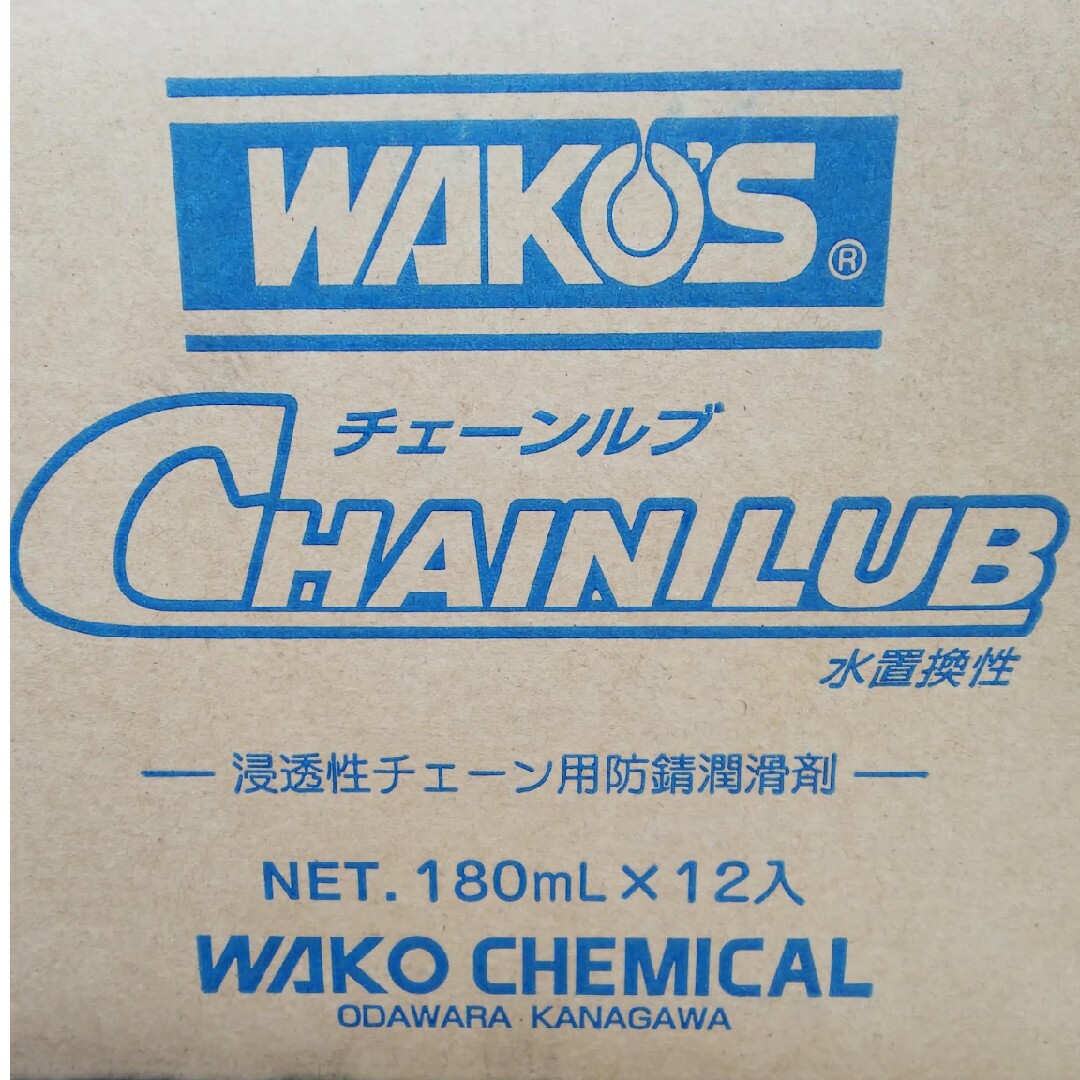 WAKO'S ®
チェーンルブ
CHAIN LUB
水置換性
— 浸透性チェーン用防錆潤滑剤 —
NET. 180mL×12入
WAKO CHEMICAL
ODAWARA KANAGAWA